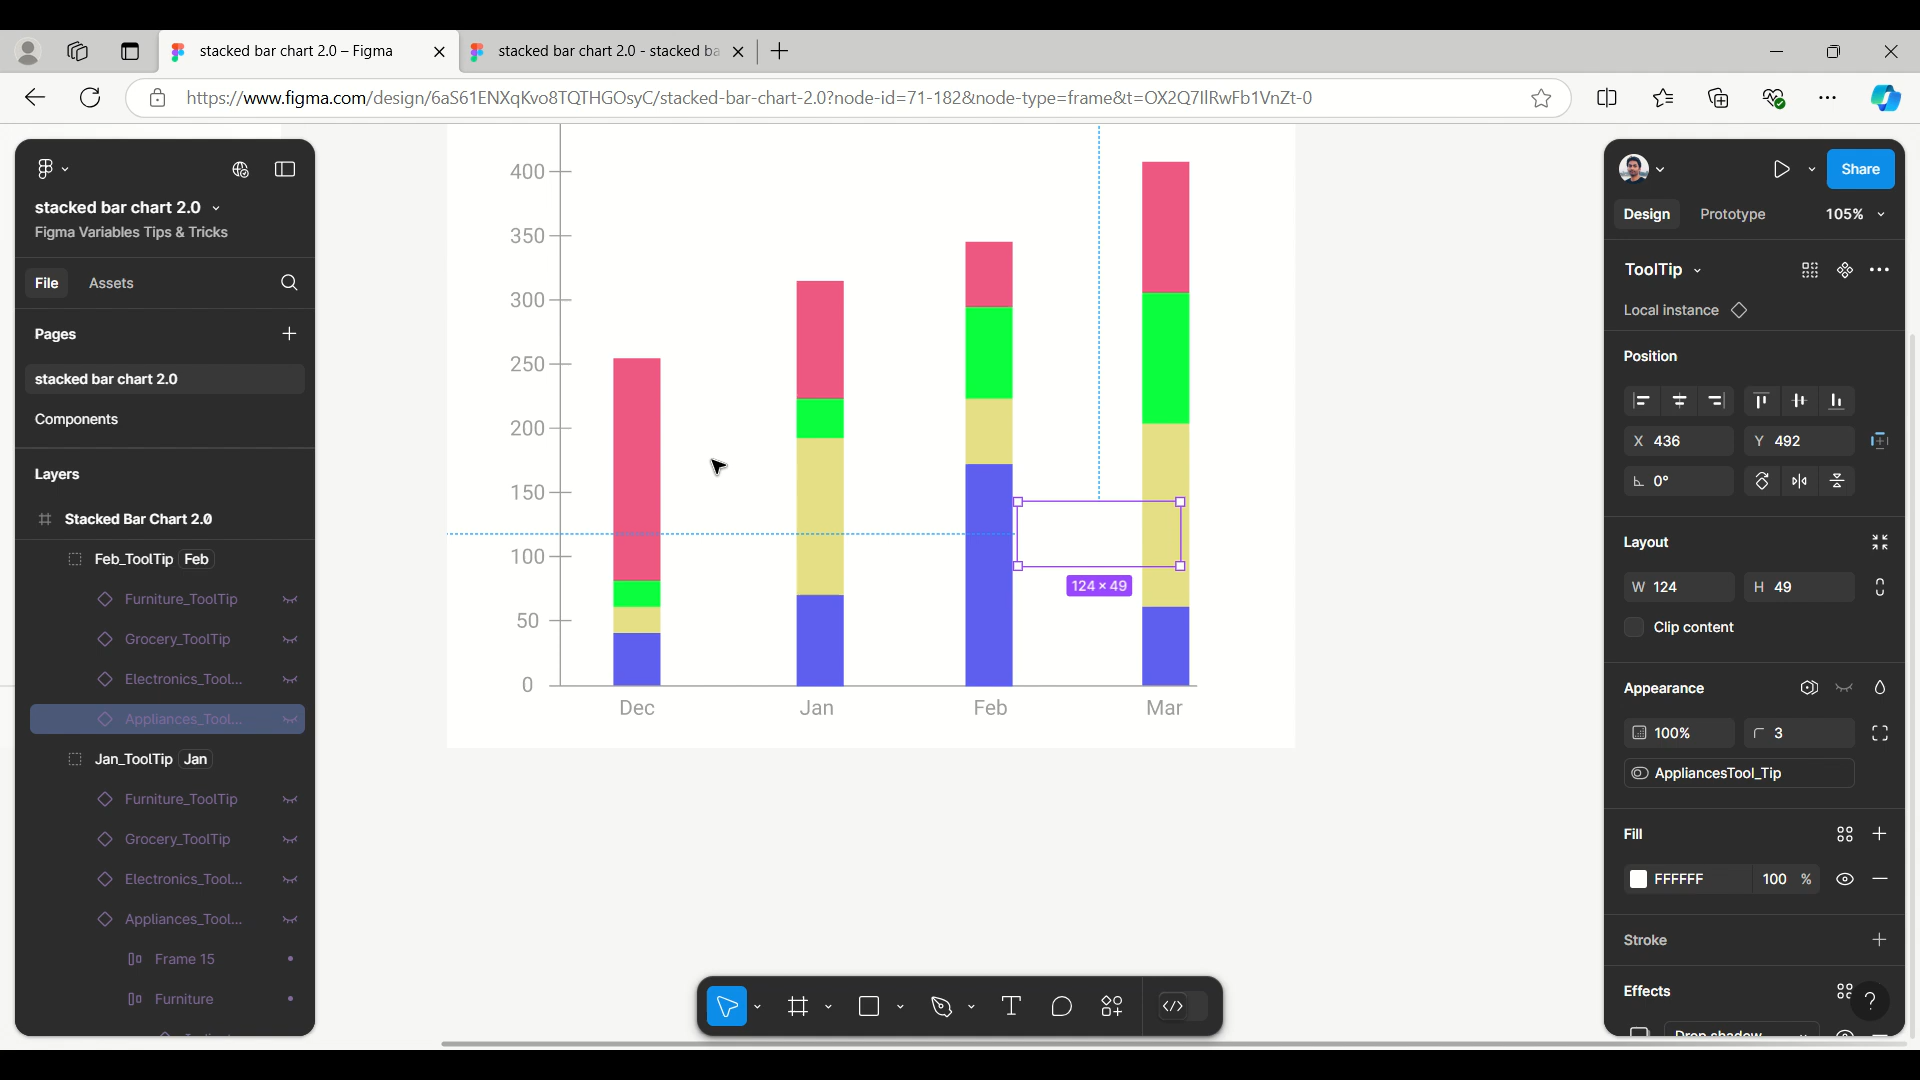 stacked bar chart 2.0 – Figma
stacked bar chart 2.0 - stacked ba
https://www.figma.com/design/6aS61ENXqKvo8TQTHGOsyC/stacked-bar-chart-2.0?node-id=71-182&node-type=frame&t=OX2Q7IlRwFb1VnZt-0
stacked bar chart 2.0
Figma Variables Tips & Tricks
File
Assets
Pages
stacked bar chart 2.0
Components
Layers
Stacked Bar Chart 2.0
Feb_ToolTip Feb
Furniture_ToolTip
Grocery_ToolTip
Electronics_Tool...
Appliances_Tool...
Jan_ToolTip Jan
Furniture_ToolTip
Grocery_ToolTip
Electronics_Tool...
Appliances_Tool...
Frame 15
Furniture
400
350
300
250
200
150
100
50
0
Dec
Jan
Feb
Mar
124 × 49
Share
Design
Prototype
105%
ToolTip
Local instance
Position
X 436
Y 492
0°
Layout
W 124
H 49
Clip content
Appearance
100%
3
AppliancesTool_Tip
Fill
FFFFFF
100 %
Stroke
Effects
?
Drop shadow